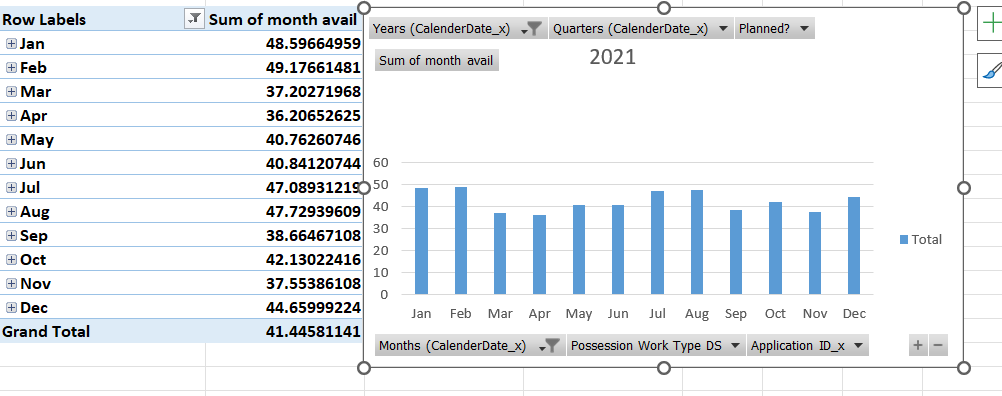 Row Labels Sum of month avail
Jan 48.59664959
Feb 49.17661481
Mar 37.20271968
Apr 36.20652625
May 40.76260746
Jun 40.84120744
Jul 47.08931219
Aug 47.72939609
Sep 38.66467108
Oct 42.13022416
Nov 37.55386108
Dec 44.65999224
Grand Total 41.44581141
Years (CalenderDate_x) Quarters (CalenderDate_x) Planned?
Sum of month avail
2021
60
50
40
30
20
10
0
Jan Feb Mar Apr May Jun Jul Aug Sep Oct Nov Dec
Total
Months (CalenderDate_x) Possession Work Type DS Application ID_x